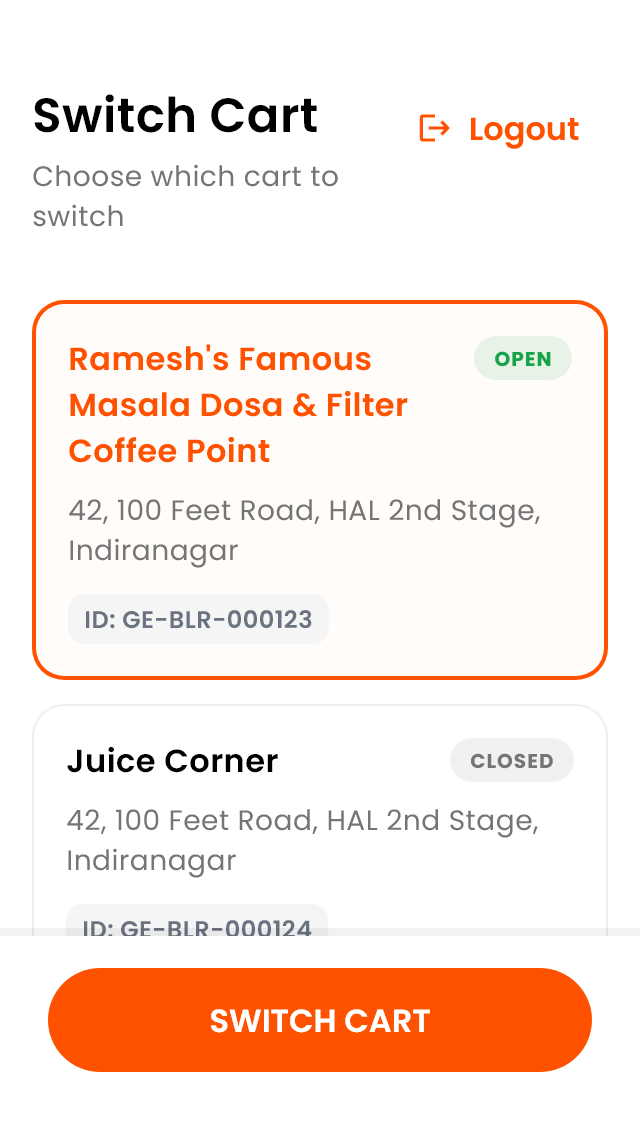 Switch Cart
Logout
Choose which cart to
switch
Ramesh's Famous
Masala Dosa & Filter
Coffee Point
OPEN
42, 100 Feet Road, HAL 2nd Stage,
Indiranagar
ID: GE-BLR-000123
Juice Corner
CLOSED
42, 100 Feet Road, HAL 2nd Stage,
Indiranagar
ID: GE-BLR-000124
SWITCH CART